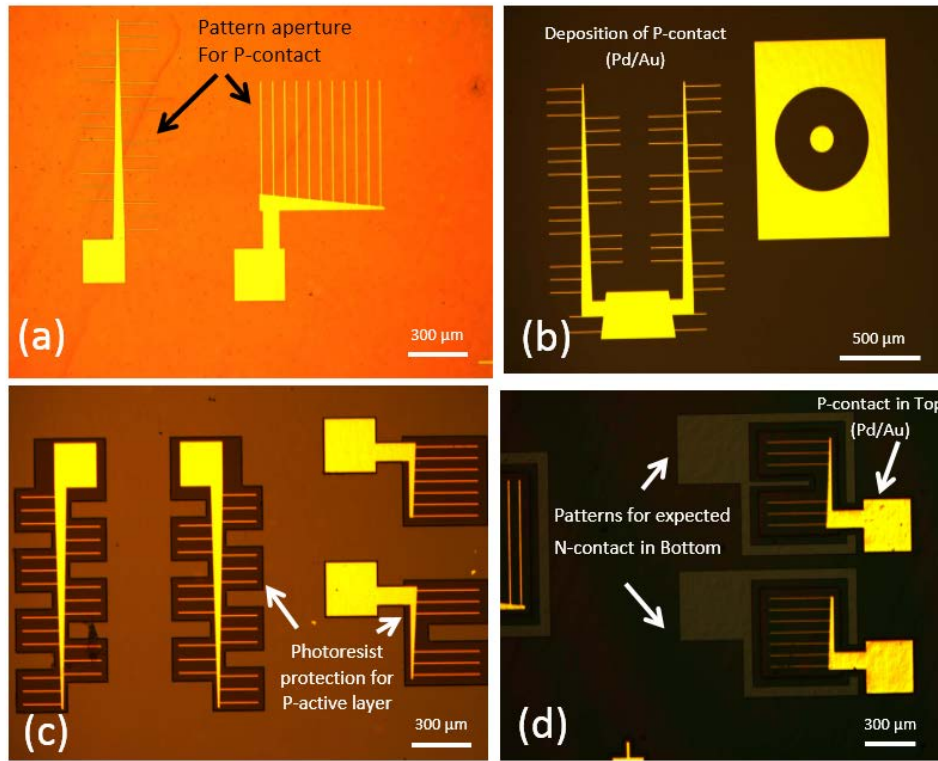 Pattern aperture
For P-contact
(a)
300 µm
Deposition of P-contact
(Pd/Au)
(b)
500 µm
Photoresist
protection for
P-active layer
(c)
300 µm
P-contact in Top
(Pd/Au)
Patterns for expected
N-contact in Bottom
(d)
300 µm